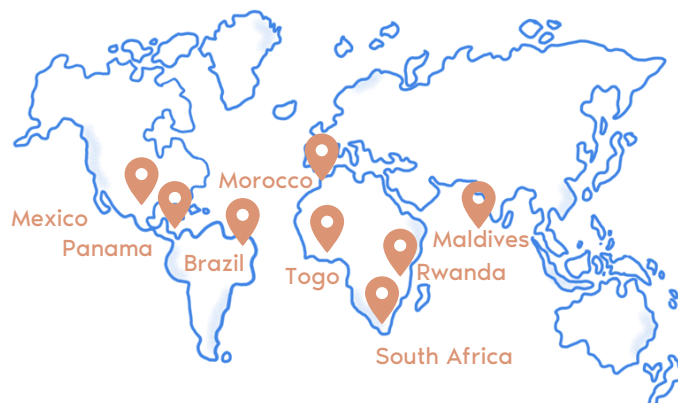 Morocco
Mexico
Panama
Brazil
Togo
Maldives
Rwanda
South Africa